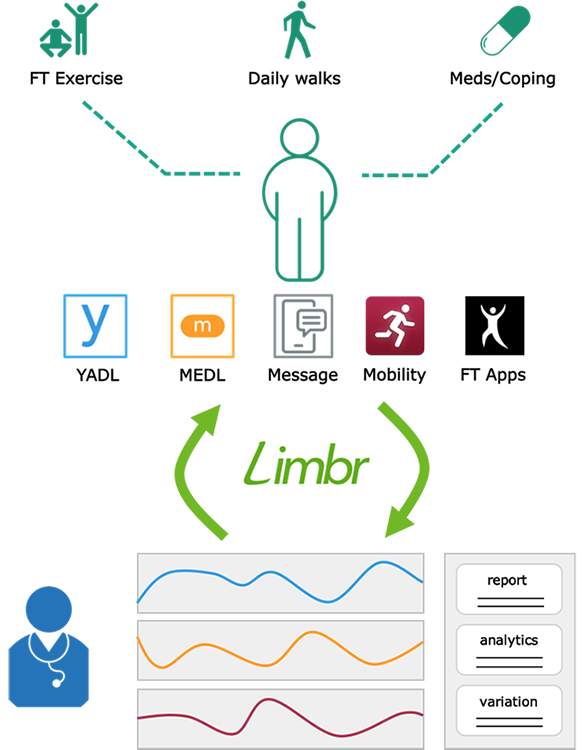 FT Exercise
Daily walks
Meds/Coping
y
m
YADL
MEDL
Message
Mobility
FT Apps
Limbr
report
analytics
variation